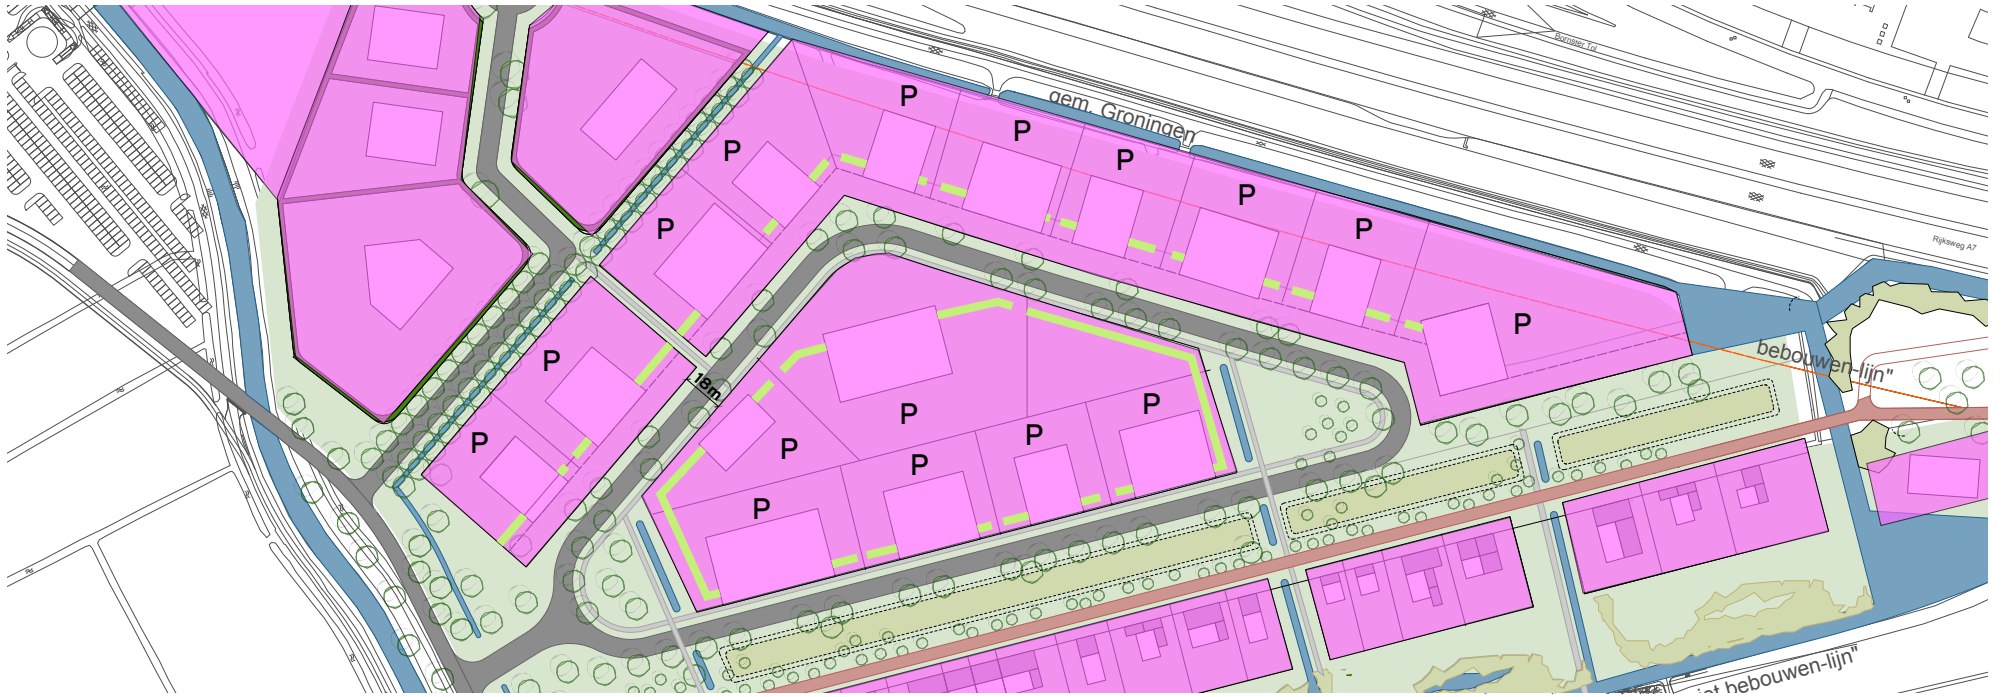 Bornster Tol
P
gem. Groningen
P
P
P
P
P
P
Rijksweg A7
P
bebouwen-lijn"
P
18m
P
P
P
P
P
P
P
P
iet bebouwen-lijn"